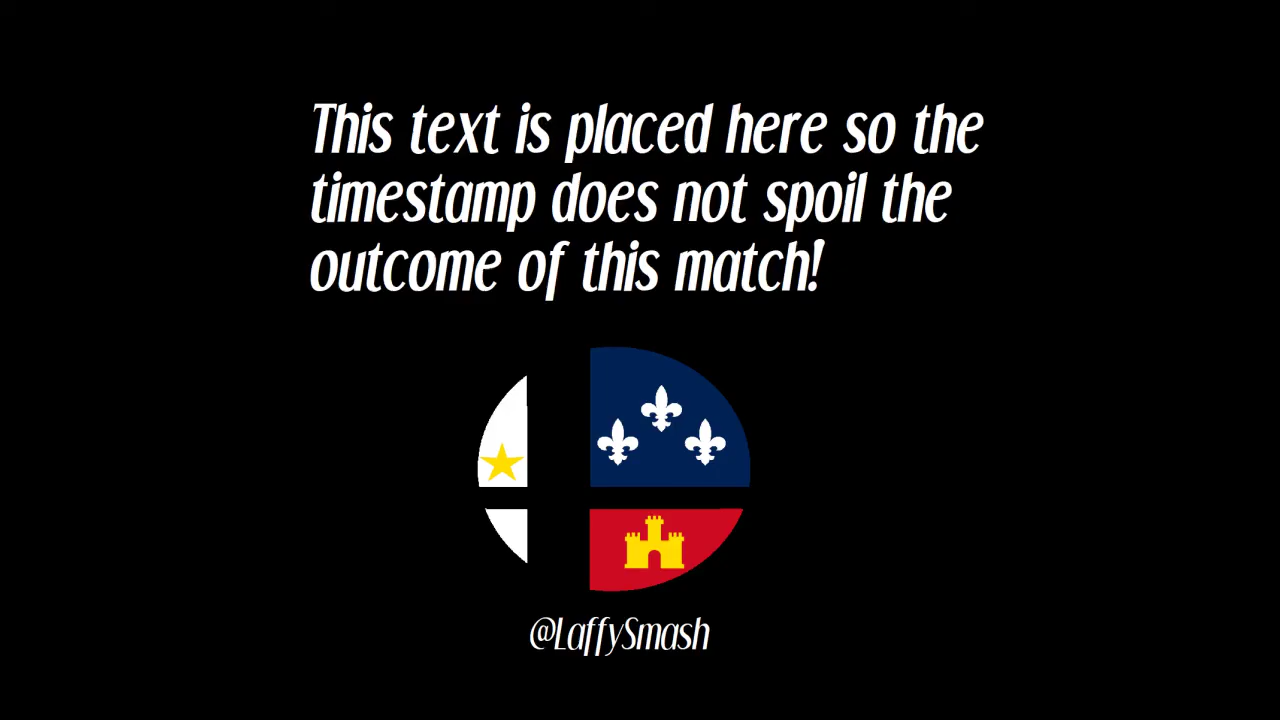 This text is placed here so the
timestamp does not spoil the
outcome of this match!
@LaffySmash